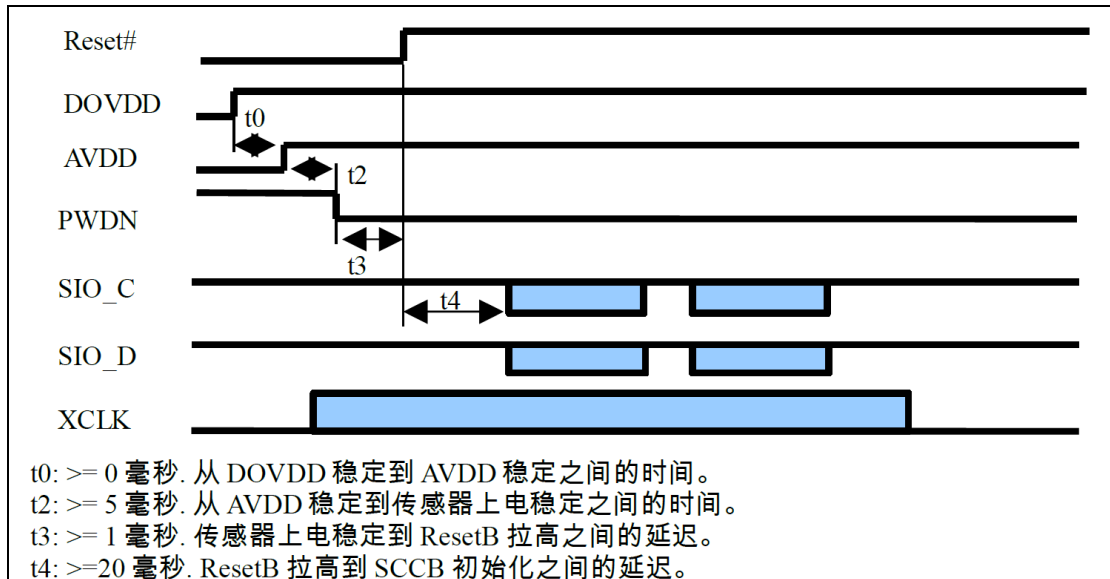 Reset#
DOVDD
t0
AVDD
t2
PWDN
t3
SIO_C
t4
SIO_D
XCLK
t0: >= 0 毫秒. 从 DOVDD 稳定到 AVDD 稳定之间的时间。
t2: >= 5 毫秒. 从 AVDD 稳定到传感器上电稳定之间的时间。
t3: >= 1 毫秒. 传感器上电稳定到 ResetB 拉高之间的延迟。
t4: >=20 毫秒. ResetB 拉高到 SCCB 初始化之间的延迟。